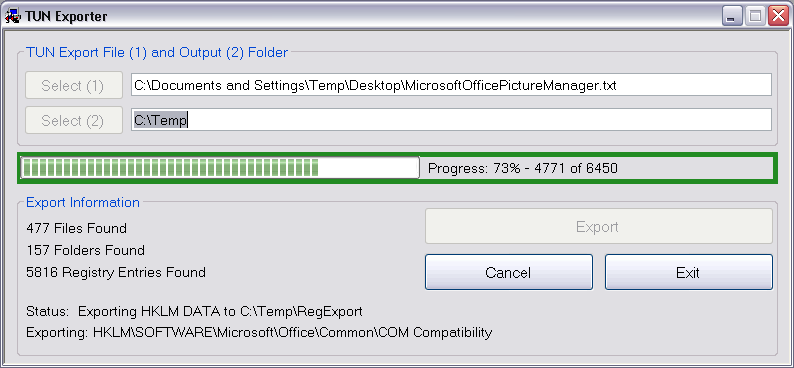 TUN Exporter
TUN Export File (1) and Output (2) Folder
Select (1)
C:\Documents and Settings\Temp\Desktop\MicrosoftOfficePictureManager.txt
Select (2)
C:\Temp
Progress: 73% - 4771 of 6450
Export Information
477 Files Found
157 Folders Found
5816 Registry Entries Found
Export
Cancel
Exit
Status: Exporting HKLM DATA to C:\Temp\RegExport
Exporting: HKLM\SOFTWARE\Microsoft\Office\Common\COM Compatibility